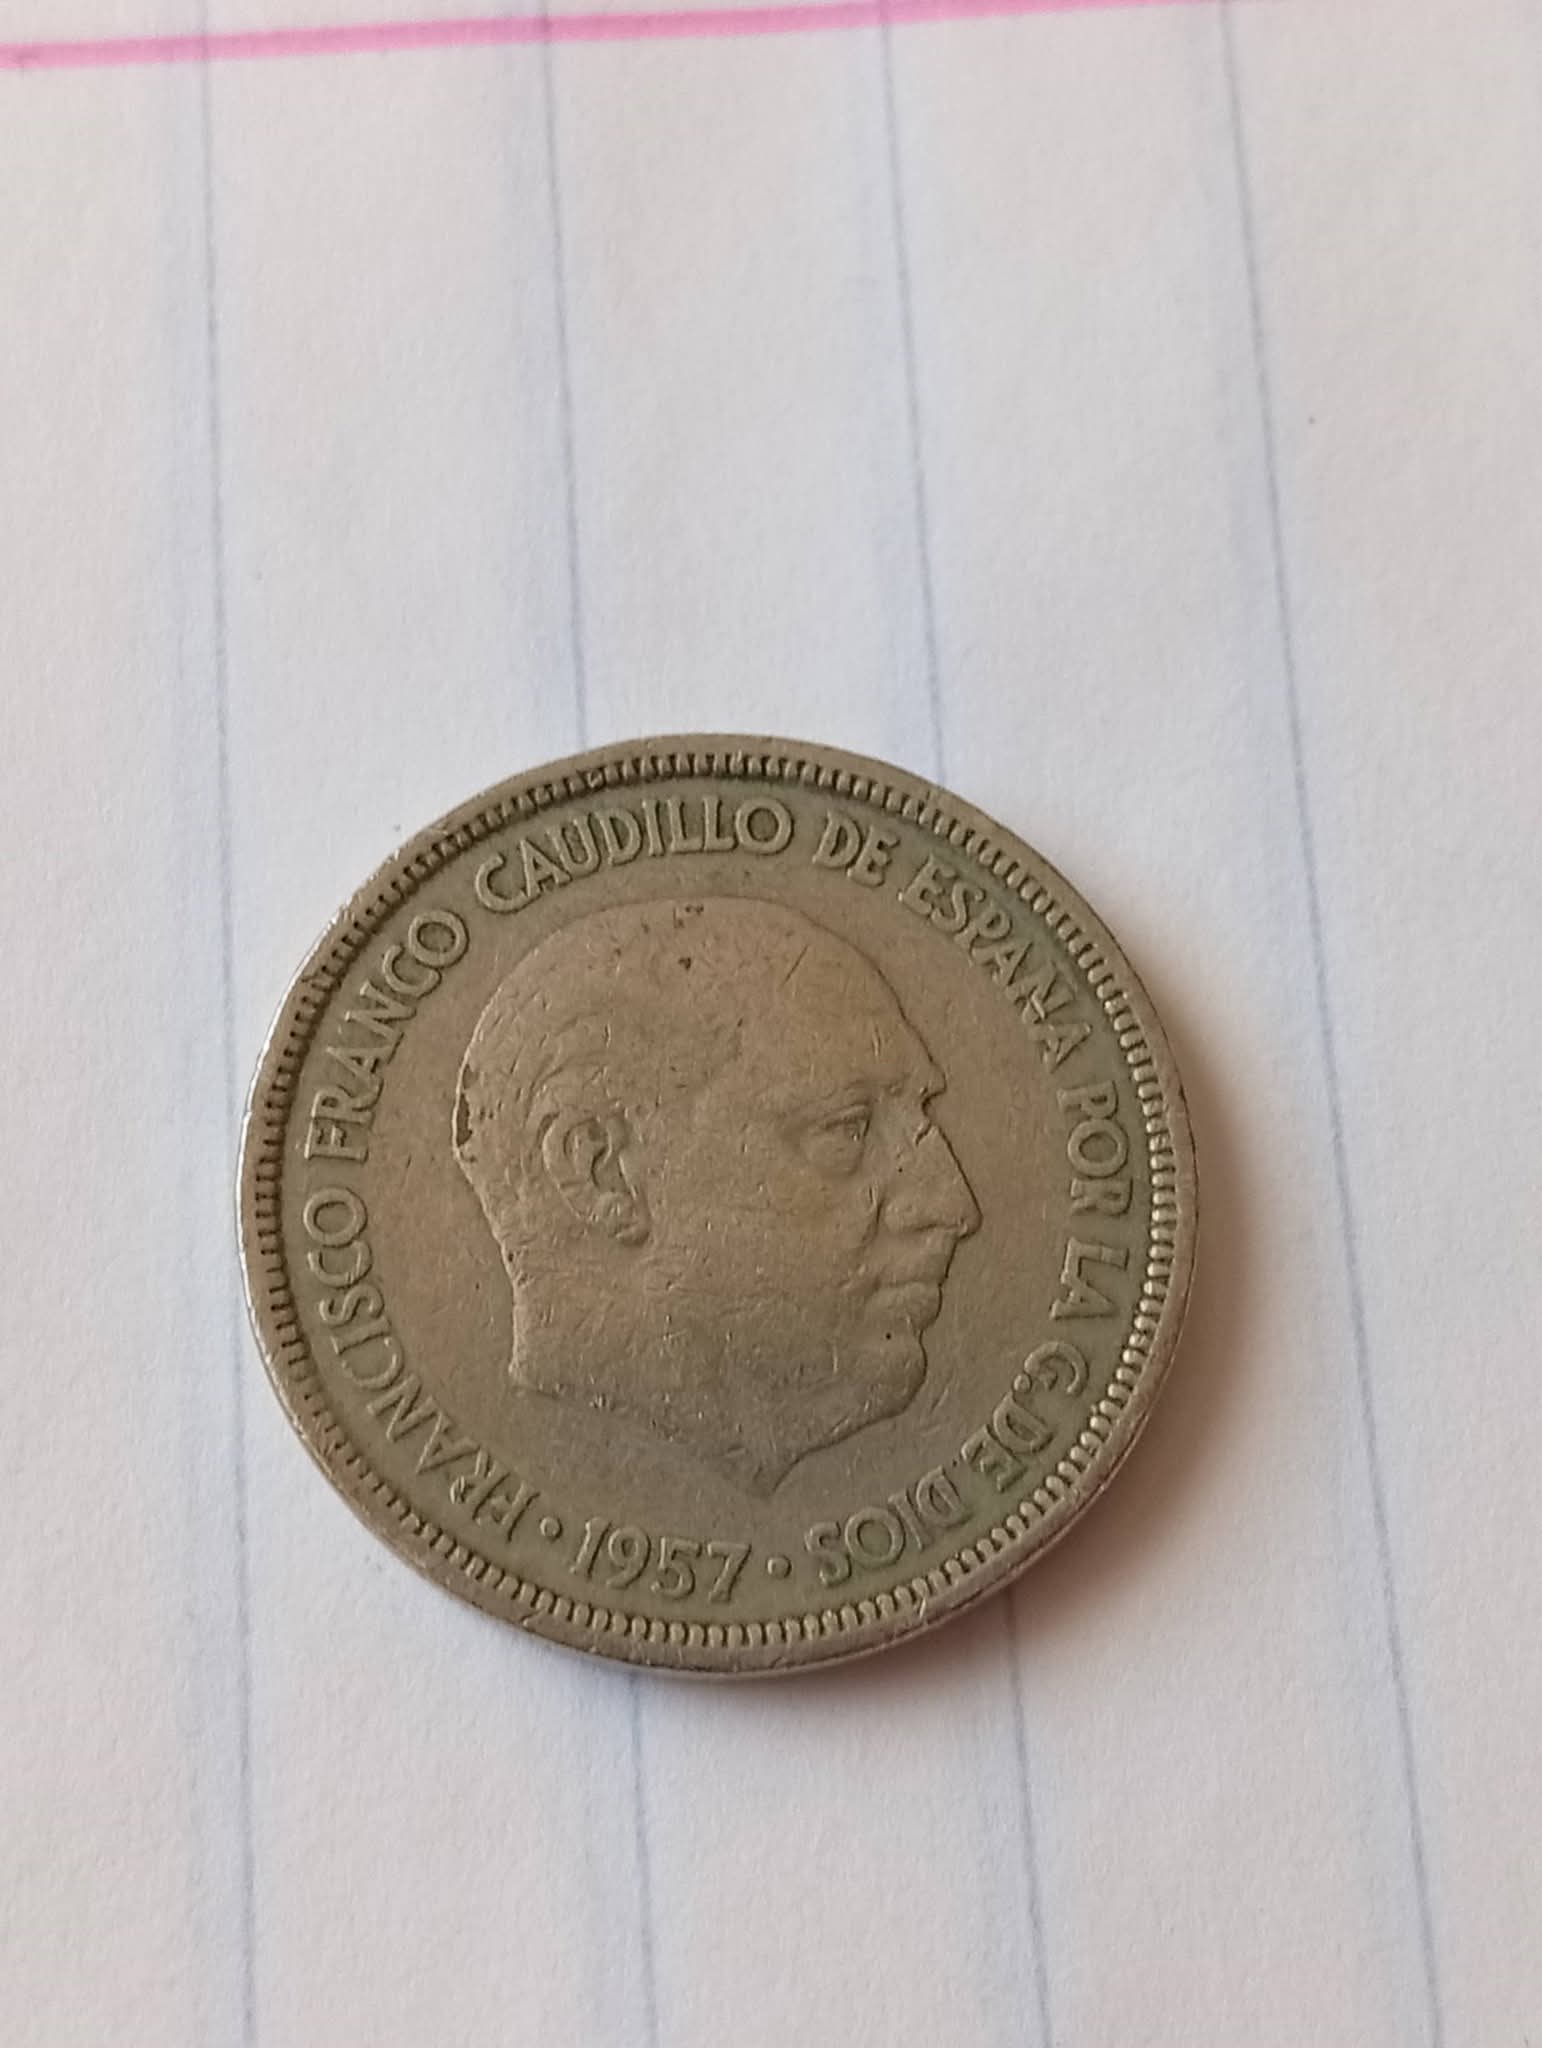 FRANCISCO FRANCO CAUDILLO DE ESPAÑA POR LA G. DE DIOS
· 1957 ·